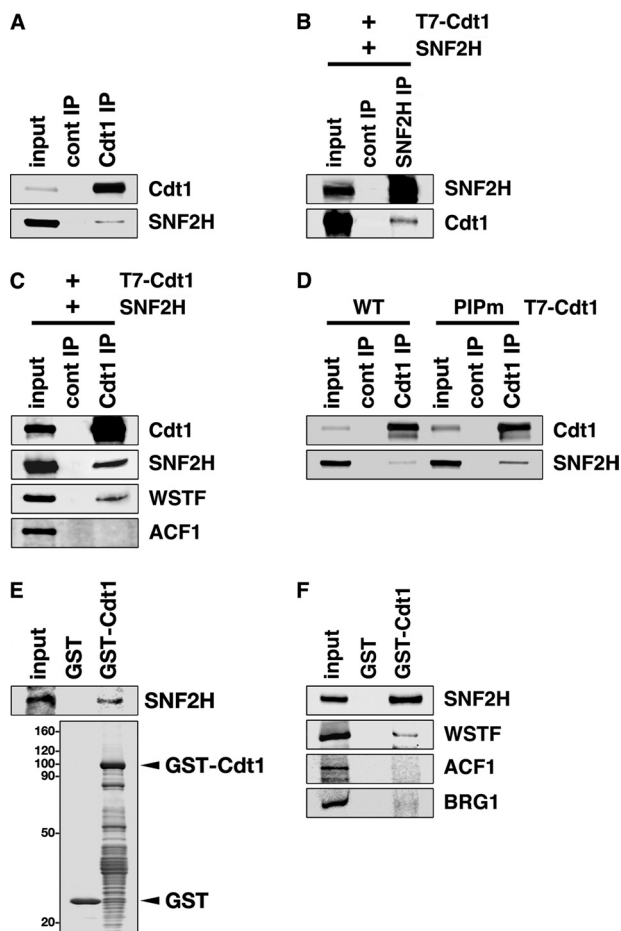 A
input
cont IP
Cdt1 IP
Cdt1
SNF2H
B
+ T7-Cdt1
+ SNF2H
input
cont IP
SNF2H IP
SNF2H
Cdt1
C
+ T7-Cdt1
+ SNF2H
input
cont IP
Cdt1 IP
Cdt1
SNF2H
WSTF
ACF1
D
WT PIPm T7-Cdt1
input
cont IP
Cdt1 IP
input
cont IP
Cdt1 IP
Cdt1
SNF2H
E
input
GST
GST-Cdt1
SNF2H
160
120
100
90
50
20
GST-Cdt1
GST
F
input
GST
GST-Cdt1
SNF2H
WSTF
ACF1
BRG1